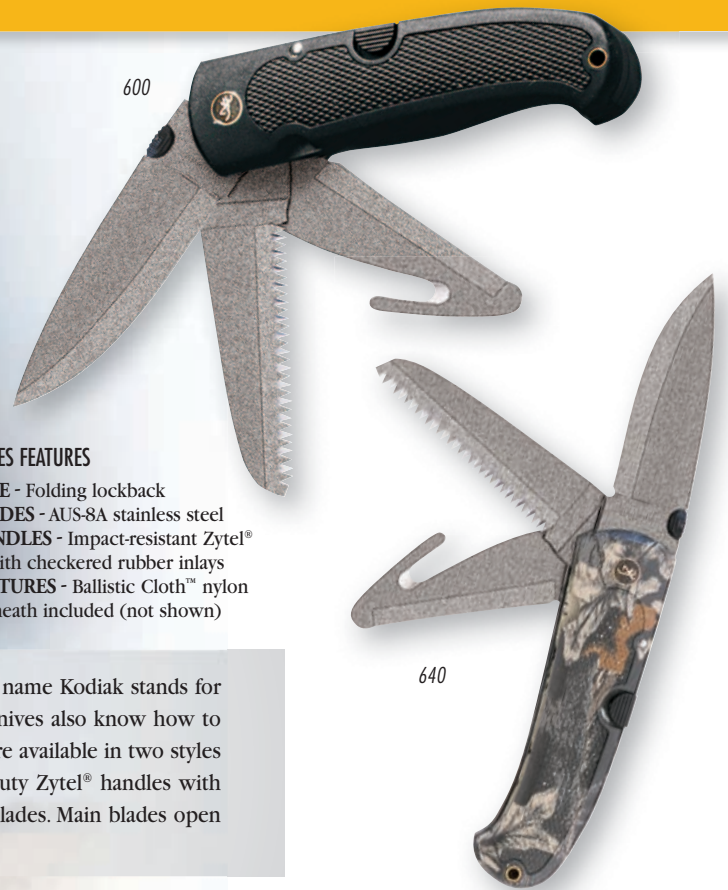 600
ES FEATURES
E - Folding lockback
DES - AUS-8A stainless steel
NDLES - Impact-resistant Zytel®
ith checkered rubber inlays
TURES - Ballistic Cloth™ nylon
heath included (not shown)
640
name Kodiak stands for
nives also know how to
re available in two styles
uty Zytel® handles with
lades. Main blades open